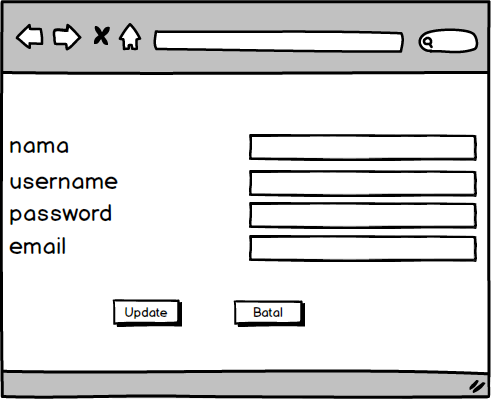 nama
username
password
email
Update Batal